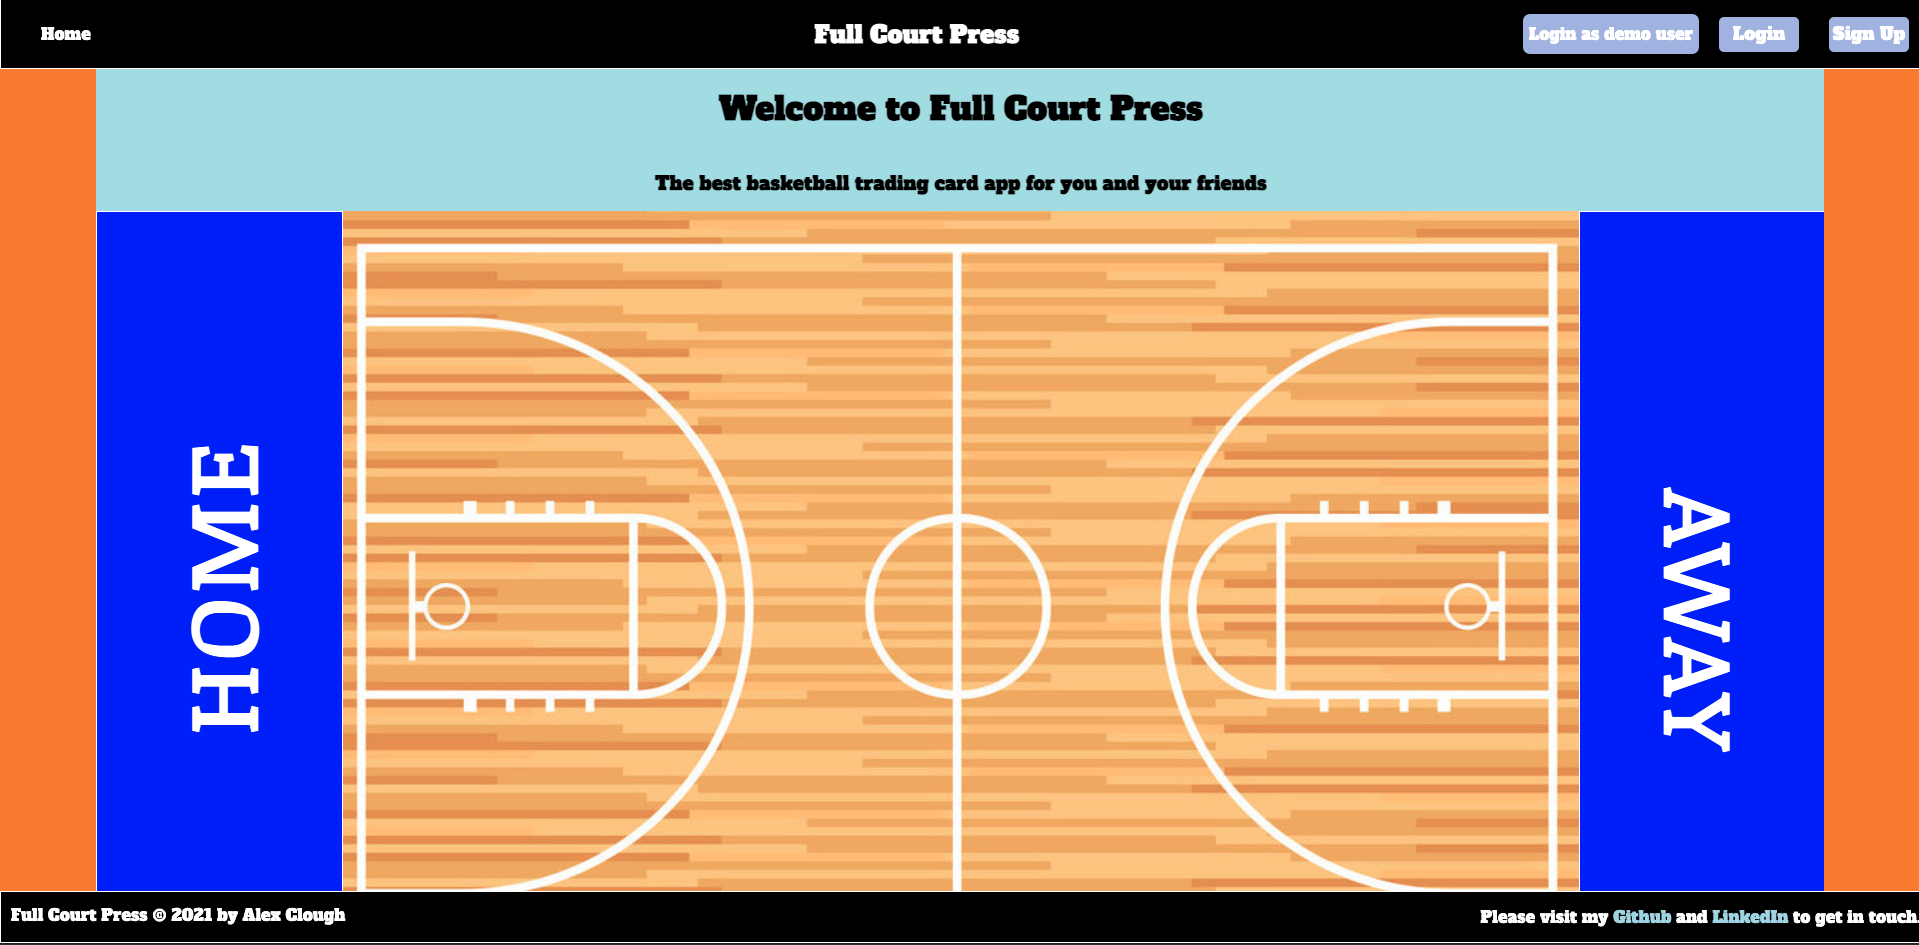 Home
Full Court Press
Login as demo user
Login
Sign Up
Welcome to Full Court Press
The best basketball trading card app for you and your friends
HOME
AWAY
Full Court Press © 2021 by Alex Clough
Please visit my Github and LinkedIn to get in touch.